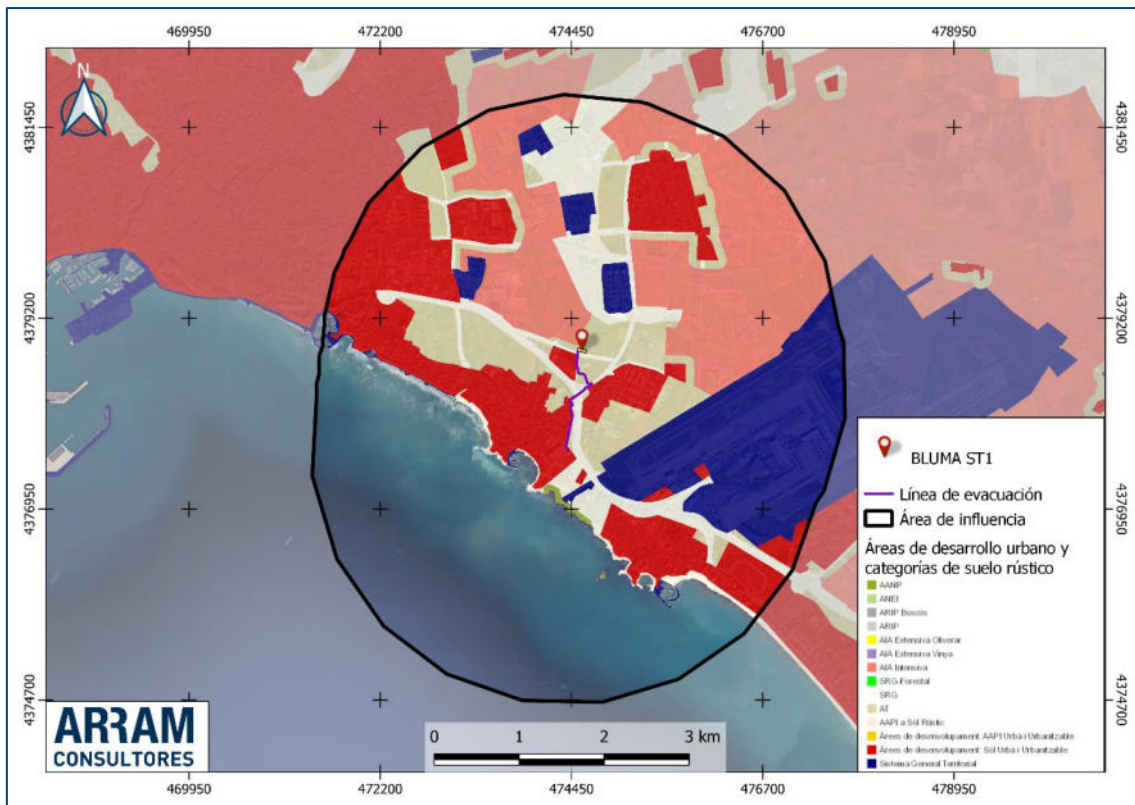 469950 472200 474450 476700 478950
N
4381450 4381450
4379200 4379200
4376950 4376950
4374700 4374700
BLUMA ST1
Línea de evacuación
Área de influencia
Áreas de desarrollo urbano y
categorías de suelo rústico
AANP
ANEI
ARIP Boscós
ARIP
AIA Extensiva Oliverar
AIA Extensiva Vinya
AIA Intensiva
SRG-Forestal
SRG
AT
AAPI a Sòl Rústic
Àrees de desenvolupament: AAPI Urbà i Urbanitzable
Àrees de desenvolupament: Sòl Urbà i Urbanitzable
Sistema General Territorial
ARRAM
CONSULTORES
0 1 2 3 km
469950 472200 474450 476700 478950